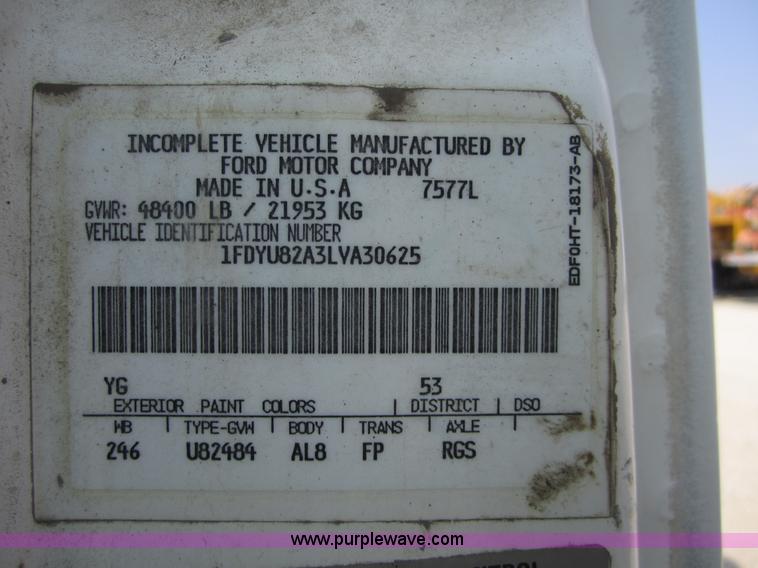 INCOMPLETE VEHICLE MANUFACTURED BY
FORD MOTOR COMPANY
MADE IN U.S.A 7577L
GVWR: 48400 LB / 21953 KG
VEHICLE IDENTIFICATION NUMBER
1FDYU82A3LVA30625
EDF0HT-18173-AB
YG 53
EXTERIOR PAINT COLORS | DISTRICT | DSO
WB | TYPE-GVW | BODY | TRANS | AXLE |
246 U82484 AL8 FP RGS
www.purplewave.com